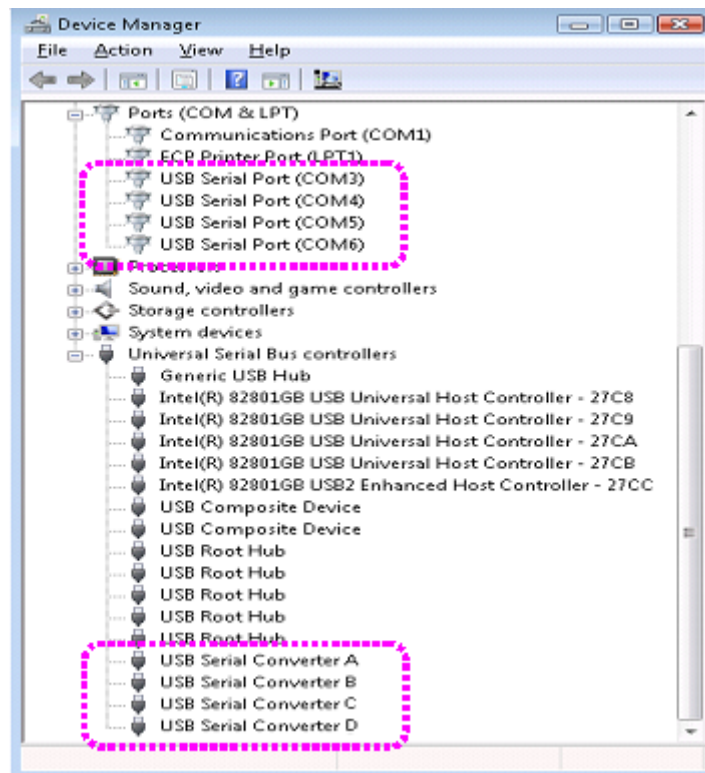 Device Manager
File Action View Help
Ports (COM & LPT)
Communications Port (COM1)
ECP Printer Port (LPT1)
USB Serial Port (COM3)
USB Serial Port (COM4)
USB Serial Port (COM5)
USB Serial Port (COM6)
Processors
Sound, video and game controllers
Storage controllers
System devices
Universal Serial Bus controllers
Generic USB Hub
Intel(R) 82801GB USB Universal Host Controller - 27C8
Intel(R) 82801GB USB Universal Host Controller - 27C9
Intel(R) 82801GB USB Universal Host Controller - 27CA
Intel(R) 82801GB USB Universal Host Controller - 27CB
Intel(R) 82801GB USB2 Enhanced Host Controller - 27CC
USB Composite Device
USB Composite Device
USB Root Hub
USB Root Hub
USB Root Hub
USB Root Hub
USB Root Hub
USB Serial Converter A
USB Serial Converter B
USB Serial Converter C
USB Serial Converter D